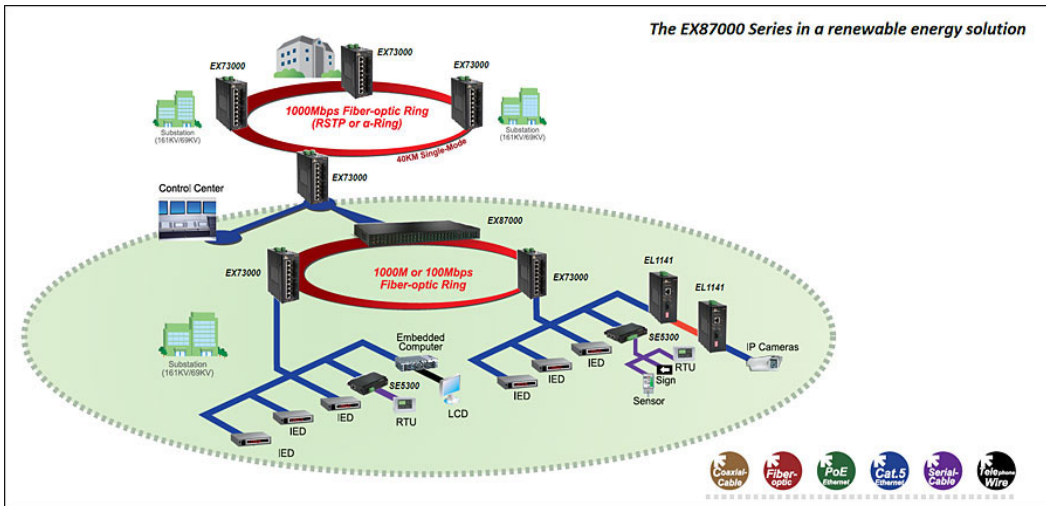 The EX87000 Series in a renewable energy solution
EX73000
EX73000
EX73000
1000Mbps Fiber-optic Ring
(RSTP or α-Ring)
40KM Single-Mode
Substation
(161KV/69KV)
Substation
(161KV/69KV)
EX73000
Control Center
EX87000
EX73000
1000M or 100Mbps
Fiber-optic Ring
EX73000
EL1141
EL1141
Substation
(161KV/69KV)
Embedded
Computer
SE5300
IP Cameras
RTU
Sign
Sensor
IED
IED
IED
SE5300
LCD
RTU
IED
IED
IED
Coaxial-
Cable
Fiber-
optic
PoE
Ethernet
Cat.5
Ethernet
Serial-
Cable
Telephone
Wire